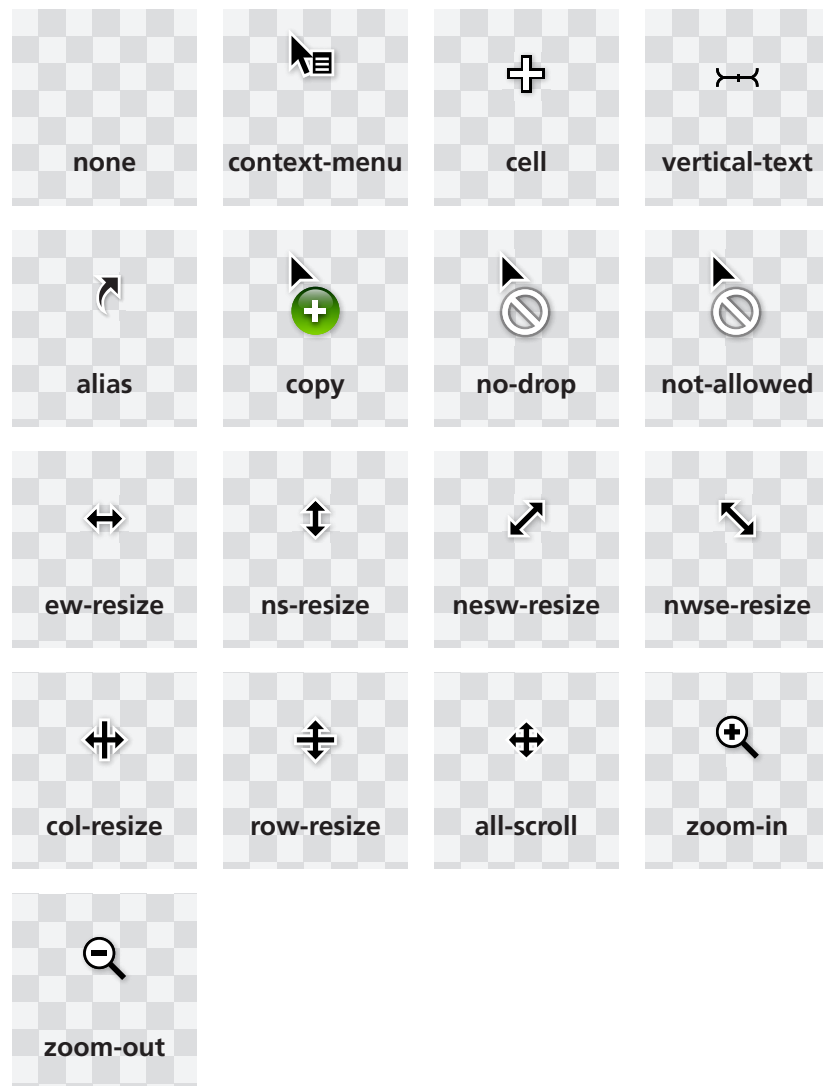 none
context-menu
cell
vertical-text
alias
copy
no-drop
not-allowed
ew-resize
ns-resize
nesw-resize
nwse-resize
col-resize
row-resize
all-scroll
zoom-in
zoom-out